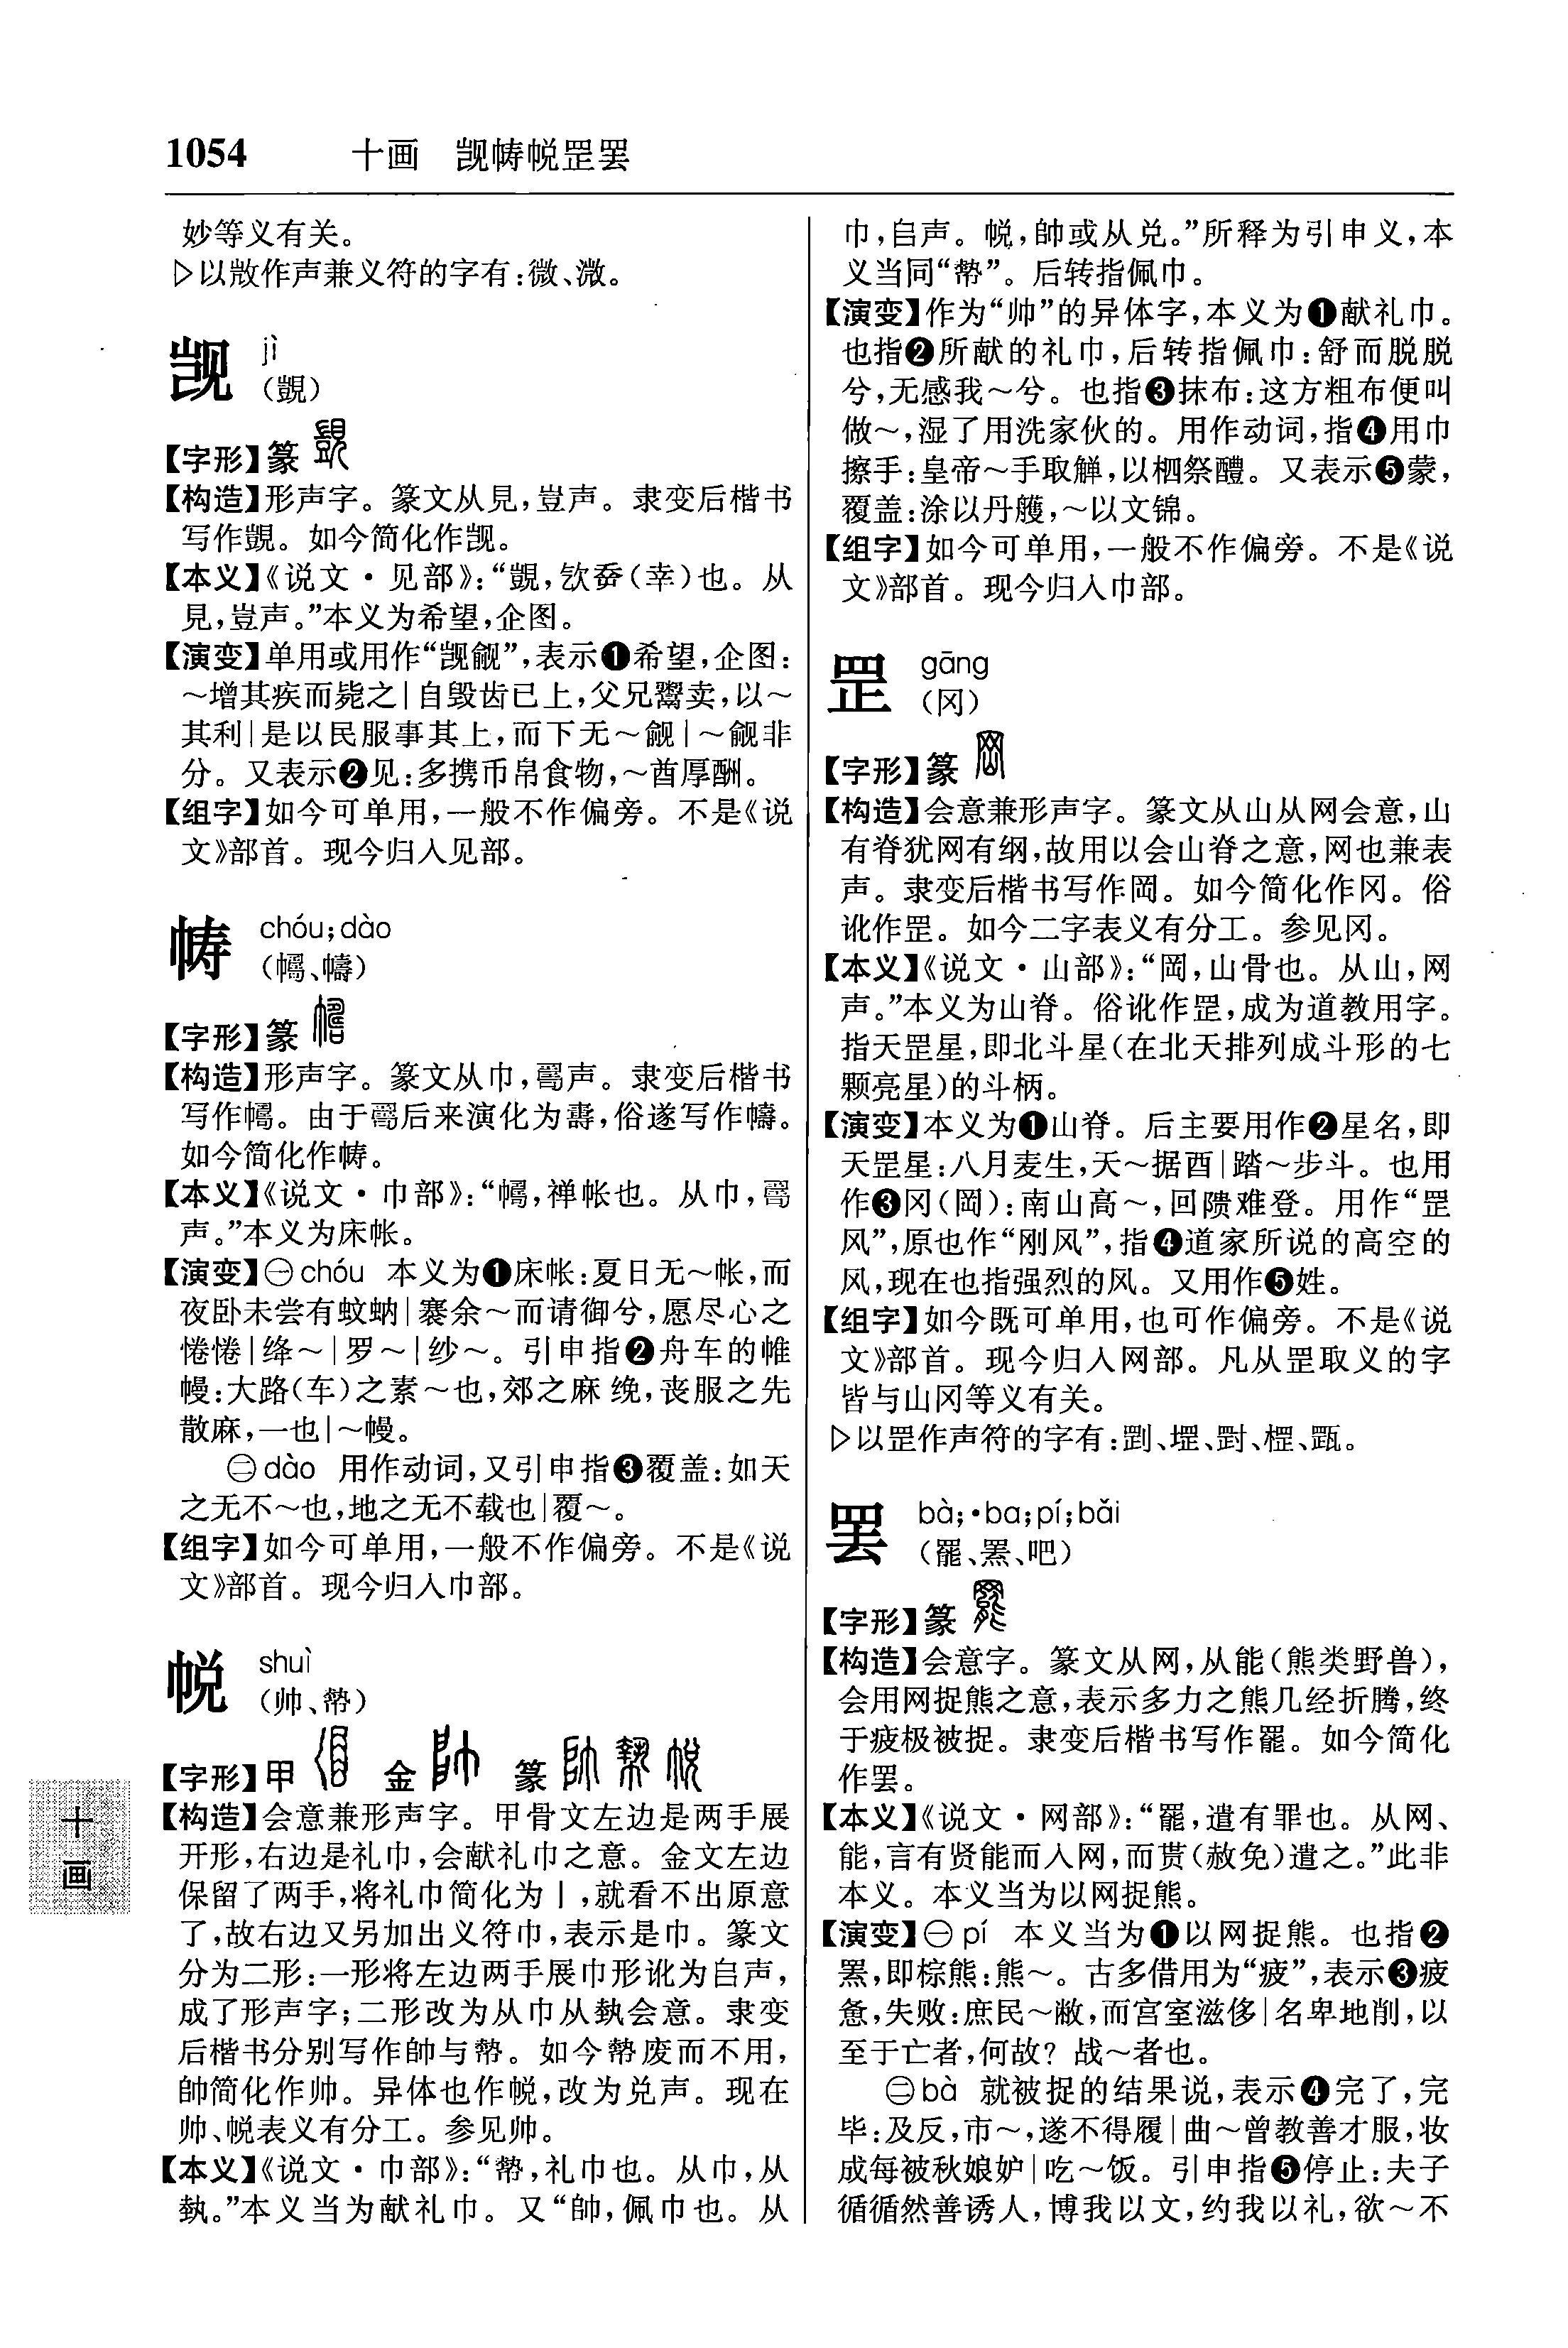 1054 十画 觊帱帨罡罢
妙等义有关。
▷以敚作声兼义符的字有:微、溦。
觊 jì
(覬)
【字形】篆
【构造】形声字。篆文从見,豈声。隶变后楷书
写作覬。如今简化作觊。
【本义】《说文·见部》:“覬,㰟㚔(幸)也。从
見,豈声。”本义为希望,企图。
【演变】单用或用作“觊觎”,表示❶希望,企图:
～增其疾而毙之|自毁齿已上,父兄鬻卖,以～
其利|是以民服事其上,而下无～觎|～觎非
分。又表示❷见:多携币帛食物,～酋厚酬。
【组字】如今可单用,一般不作偏旁。不是《说
文》部首。现今归入见部。
帱 chóu;dào
(㡞、幬)
【字形】篆
【构造】形声字。篆文从巾,𠷎声。隶变后楷书
写作㡞。由于𠷎后来演化为壽,俗遂写作幬。
如今简化作帱。
【本义】《说文·巾部》:“㡞,禅帐也。从巾,𠷎
声。”本义为床帐。
【演变】㊀chóu 本义为❶床帐:夏日无～帐,而
夜卧未尝有蚊蚋|褰余～而请御兮,愿尽心之
惓惓|绛～|罗～|纱～。引申指❷舟车的帷
幔:大路(车)之素～也,郊之麻绕,丧服之先
散麻,一也|～幔。
㊁dào 用作动词,又引申指❸覆盖:如天
之无不～也,地之无不载也|覆～。
【组字】如今可单用,一般不作偏旁。不是《说
文》部首。现今归入巾部。
帨 shuì
(帅、㡇)
【字形】甲 金 篆
【构造】会意兼形声字。甲骨文左边是两手展
开形,右边是礼巾,会献礼巾之意。金文左边
保留了两手,将礼巾简化为丨,就看不出原意
了,故右边又另加出义符巾,表示是巾。篆文
分为二形:一形将左边两手展巾形讹为𠂤声,
成了形声字;二形改为从巾从執会意。隶变
后楷书分别写作帥与㡇。如今㡇废而不用,
帥简化作帅。异体也作帨,改为兑声。现在
帅、帨表义有分工。参见帅。
【本义】《说文·巾部》:“㡇,礼巾也。从巾,从
執。”本义当为献礼巾。又“帥,佩巾也。从
巾,𠂤声。帨,帥或从兑。”所释为引申义,本
义当同“㡇”。后转指佩巾。
【演变】作为“帅”的异体字,本义为❶献礼巾。
也指❷所献的礼巾,后转指佩巾:舒而脱脱
兮,无感我～兮。也指❸抹布:这方粗布便叫
做～,湿了用洗家伙的。用作动词,指❹用巾
擦手:皇帝～手取觯,以柶祭醴。又表示❺蒙,
覆盖:涂以丹臒,～以文锦。
【组字】如今可单用,一般不作偏旁。不是《说
文》部首。现今归入巾部。
罡 gāng
(冈)
【字形】篆
【构造】会意兼形声字。篆文从山从网会意,山
有脊犹网有纲,故用以会山脊之意,网也兼表
声。隶变后楷书写作岡。如今简化作冈。俗
讹作罡。如今二字表义有分工。参见冈。
【本义】《说文·山部》:“岡,山骨也。从山,网
声。”本义为山脊。俗讹作罡,成为道教用字。
指天罡星,即北斗星(在北天排列成斗形的七
颗亮星)的斗柄。
【演变】本义为❶山脊。后主要用作❷星名,即
天罡星:八月麦生,天～据酉|踏～步斗。也用
作❸冈(岡):南山高～,回隤难登。用作“罡
风”,原也作“刚风”,指❹道家所说的高空的
风,现在也指强烈的风。又用作❺姓。
【组字】如今既可单用,也可作偏旁。不是《说
文》部首。现今归入网部。凡从罡取义的字
皆与山冈等义有关。
▷以罡作声符的字有:
罢 bà;·ba;pí;bǎi
(罷、羆、吧)
【字形】篆
【构造】会意字。篆文从网,从能(熊类野兽),
会用网捉熊之意,表示多力之熊几经折腾,终
于疲极被捉。隶变后楷书写作罷。如今简化
作罢。
【本义】《说文·网部》:“罷,遣有罪也。从网、
能,言有贤能而入网,而贳(赦免)遣之。”此非
本义。本义当为以网捉熊。
【演变】㊀pí 本义当为❶以网捉熊。也指❷
罴,即棕熊:熊～。古多借用为“疲”,表示❸疲
惫,失败:庶民～敝,而宫室滋侈|名卑地削,以
至于亡者,何故?战～者也。
㊁bà 就被捉的结果说,表示❹完了,完
毕:及反,市～,遂不得履|曲～曾教善才服,妆
成每被秋娘妒|吃～饭。引申指❺停止:夫子
循循然善诱人,博我以文,约我以礼,欲～不
十
画